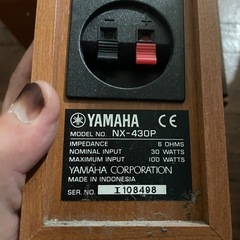 YAMAHA CE
MODEL NO. NX-430P
IMPEDANCE 6 OHMS
NOMINAL INPUT 30 WATTS
MAXIMUM INPUT 100 WATTS
YAMAHA CORPORATION
MADE IN INDONESIA
SER. NO. I108498